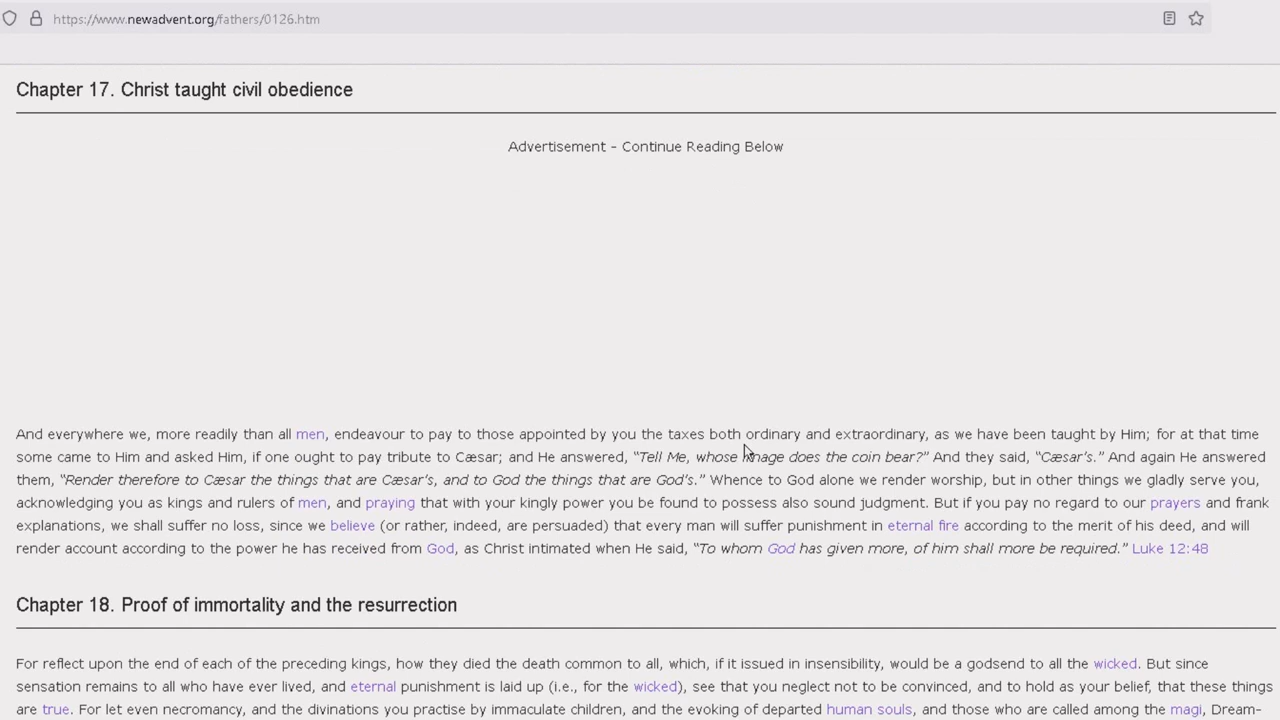 https://www.newadvent.org/fathers/0126.htm
Chapter 17. Christ taught civil obedience
Advertisement - Continue Reading Below
And everywhere we, more readily than all men, endeavour to pay to those appointed by you the taxes both ordinary and extraordinary, as we have been taught by Him; for at that time
some came to Him and asked Him, if one ought to pay tribute to Cæsar; and He answered, “Tell Me, whose image does the coin bear?” And they said, “Cæsar’s.” And again He answered
them, “Render therefore to Cæsar the things that are Cæsar’s, and to God the things that are God’s.” Whence to God alone we render worship, but in other things we gladly serve you,
acknowledging you as kings and rulers of men, and praying that with your kingly power you be found to possess also sound judgment. But if you pay no regard to our prayers and frank
explanations, we shall suffer no loss, since we believe (or rather, indeed, are persuaded) that every man will suffer punishment in eternal fire according to the merit of his deed, and will
render account according to the power he has received from God, as Christ intimated when He said, “To whom God has given more, of him shall more be required.” Luke 12:48
Chapter 18. Proof of immortality and the resurrection
For reflect upon the end of each of the preceding kings, how they died the death common to all, which, if it issued in insensibility, would be a godsend to all the wicked. But since
sensation remains to all who have ever lived, and eternal punishment is laid up (i.e., for the wicked), see that you neglect not to be convinced, and to hold as your belief, that these things
are true. For let even necromancy, and the divinations you practise by immaculate children, and the evoking of departed human souls, and those who are called among the magi, Dream-